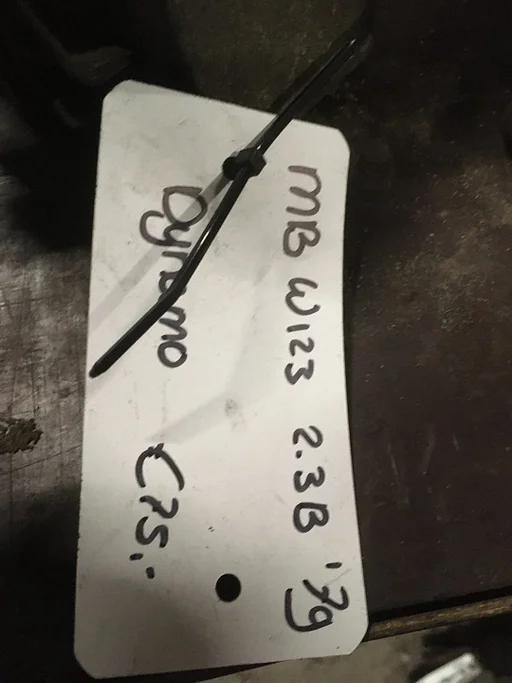 MB W123 2.3B '79
Dynamo €75,-